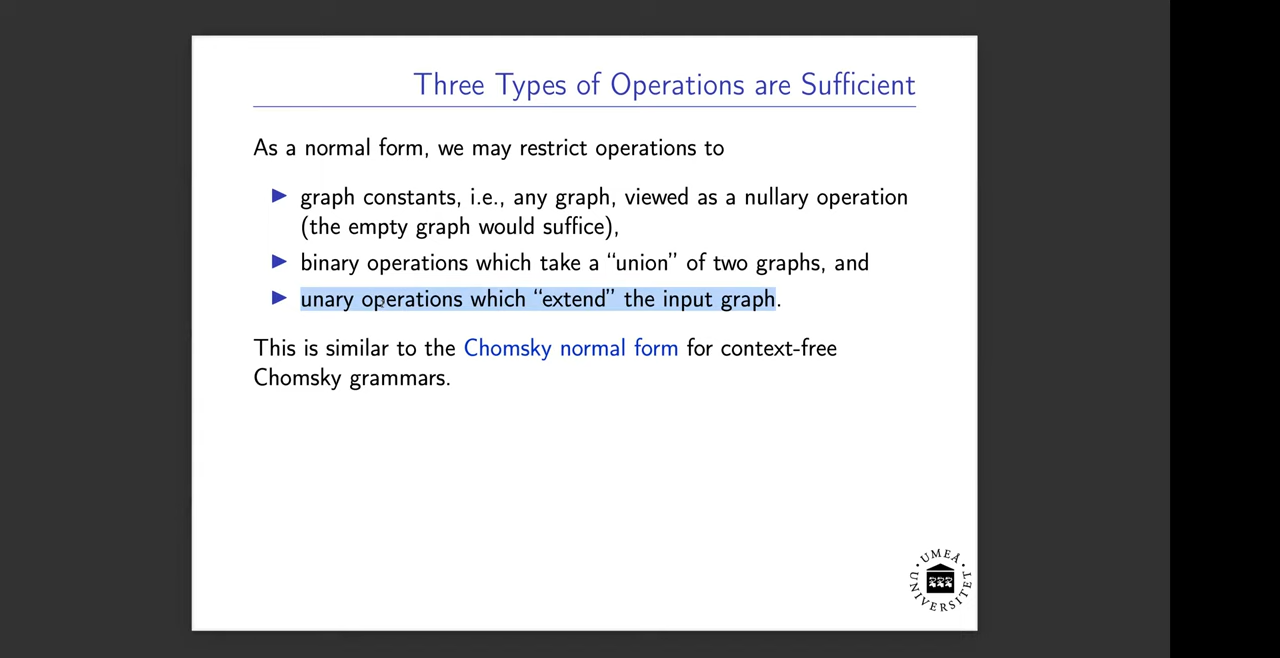 Three Types of Operations are Sufficient
As a normal form, we may restrict operations to
▶ graph constants, i.e., any graph, viewed as a nullary operation
(the empty graph would suffice),
▶ binary operations which take a “union” of two graphs, and
▶ unary operations which “extend” the input graph.
This is similar to the Chomsky normal form for context-free
Chomsky grammars.
UMEÅ
UNIVERSITET